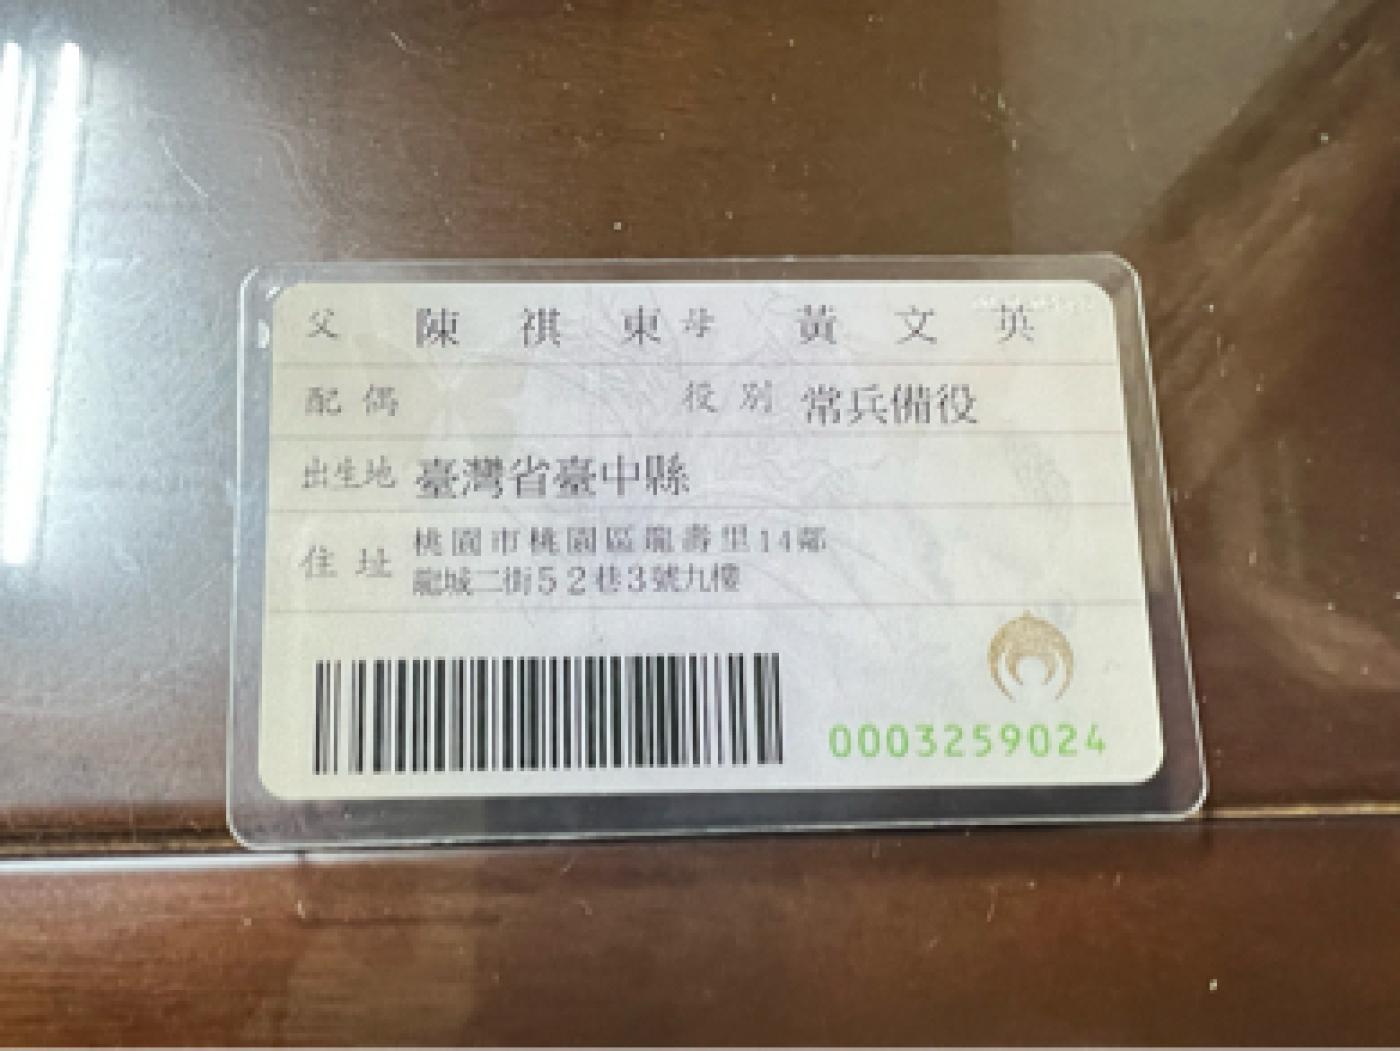 父 陳祺東 母 黃文英
配偶 役別 常兵備役
出生地 臺灣省臺中縣
住址 桃園市桃園區龍壽里14鄰
龍城二街52巷3號九樓
0003259024